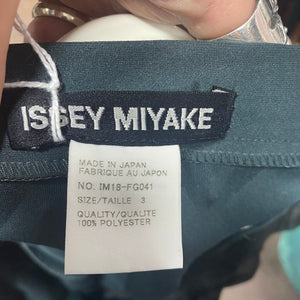 ISSEY MIYAKE
MADE IN JAPAN
FABRIQUE AU JAPON
NO. IM18-FG041
SIZE/TAILLE 3
QUALITY/QUALITE
100% POLYESTER